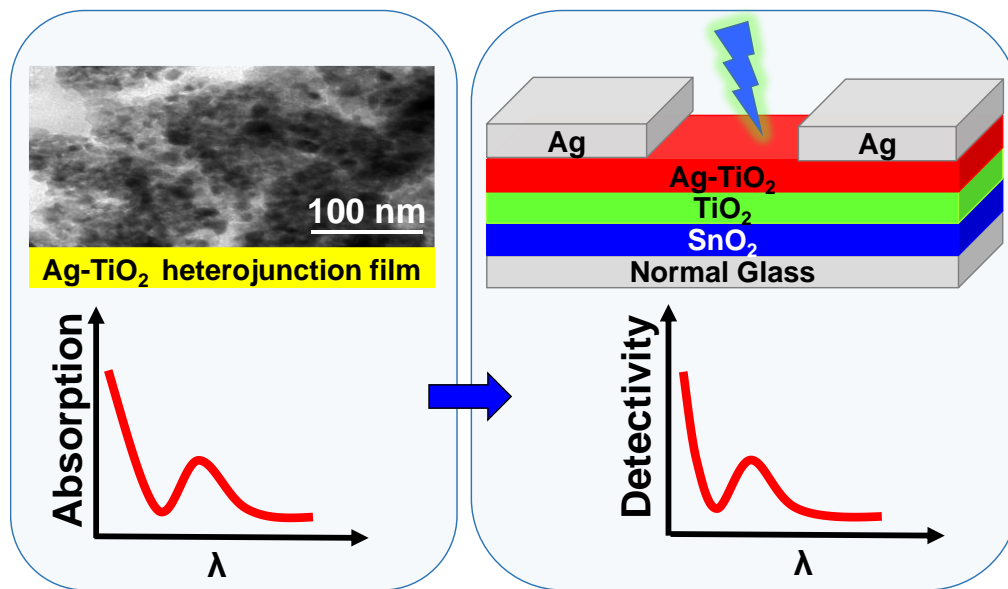 100 nm
Ag-TiO₂ heterojunction film
Absorption
λ
Ag
Ag
Ag-TiO₂
TiO₂
SnO₂
Normal Glass
Detectivity
λ